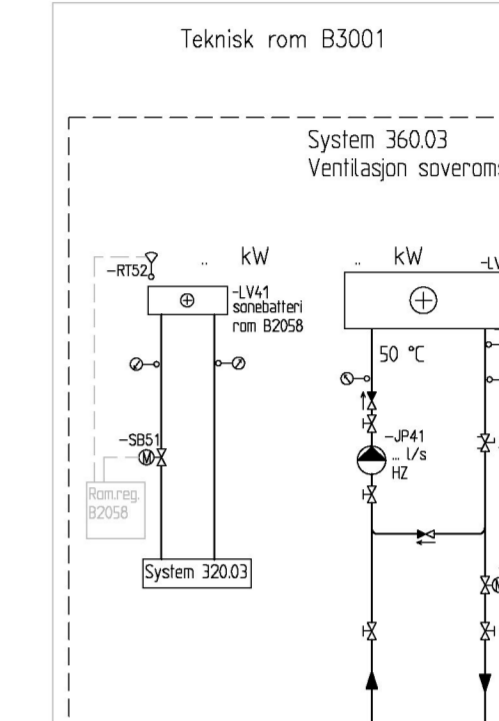 Teknisk rom B3001
System 360.03
Ventilasjon soveroms
.. kW
.. kW
-RT52
-LV
-LV41
sonebatteri
rom B2058
50 °C
-SB51
M
-JP41
... l/s
HZ
Rom.reg.
B2058
System 320.03